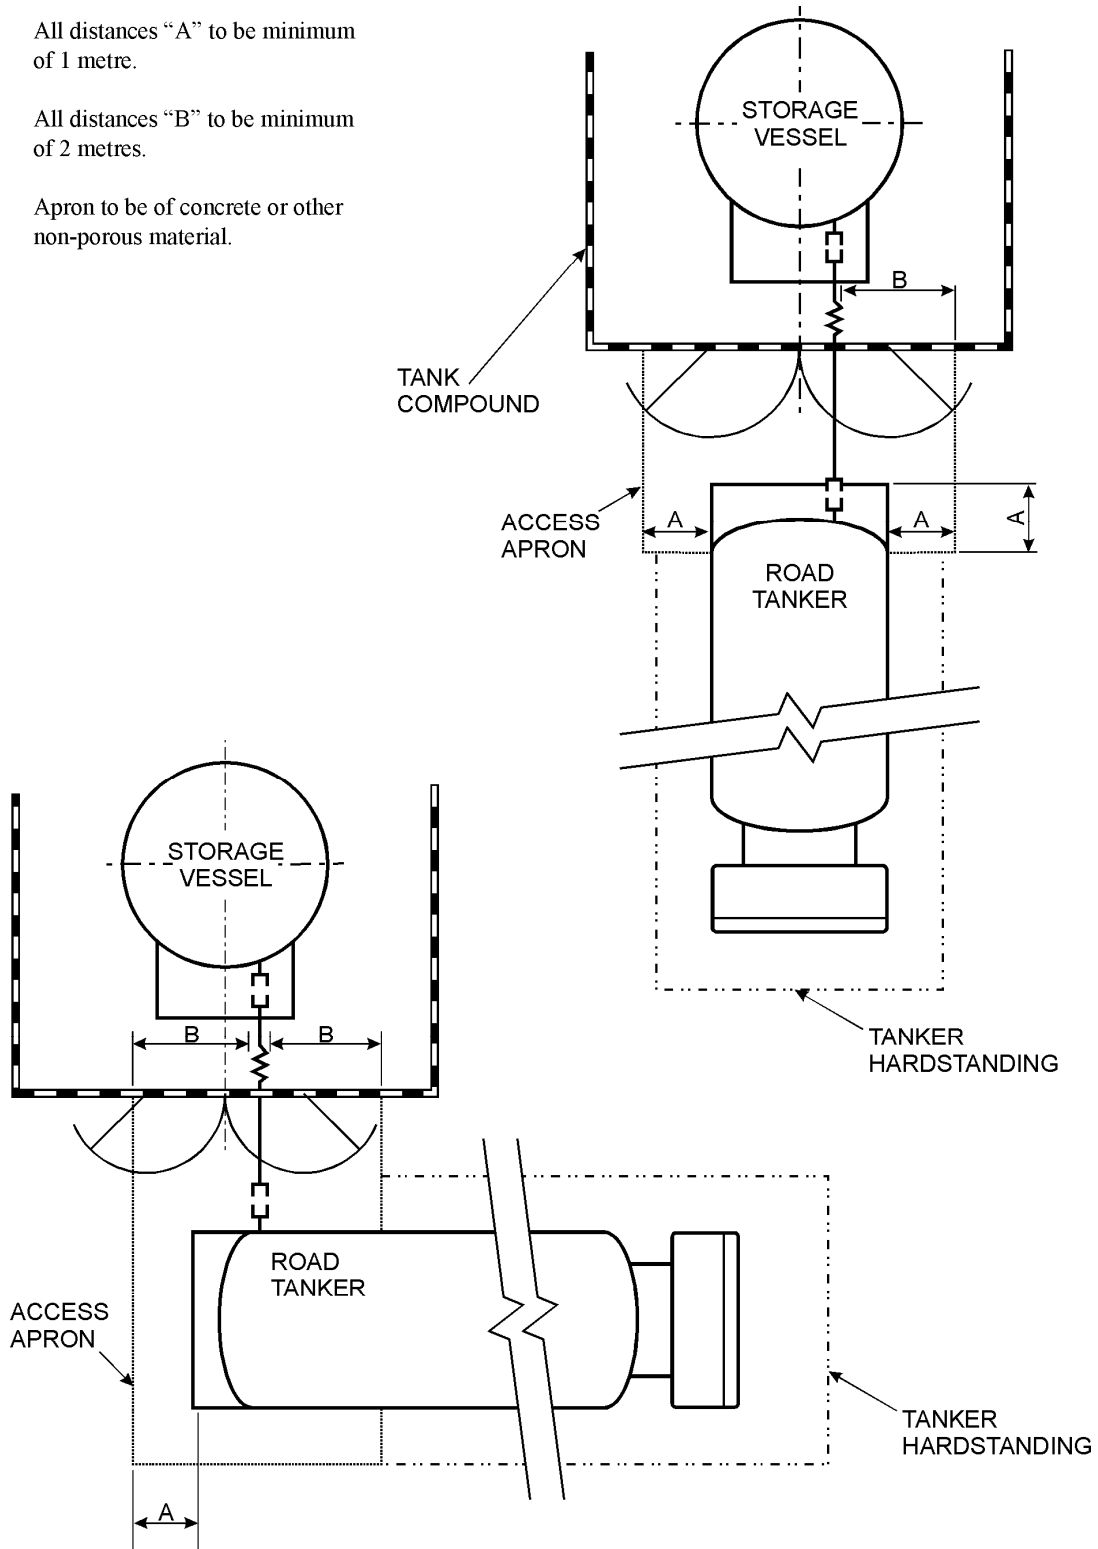 All distances “A” to be minimum
of 1 metre.
All distances “B” to be minimum
of 2 metres.
Apron to be of concrete or other
non-porous material.
STORAGE
VESSEL
B
TANK
COMPOUND
ACCESS
APRON
A
A
A
ROAD
TANKER
TANKER
HARDSTANDING
STORAGE
VESSEL
B
B
ROAD
TANKER
ACCESS
APRON
TANKER
HARDSTANDING
A